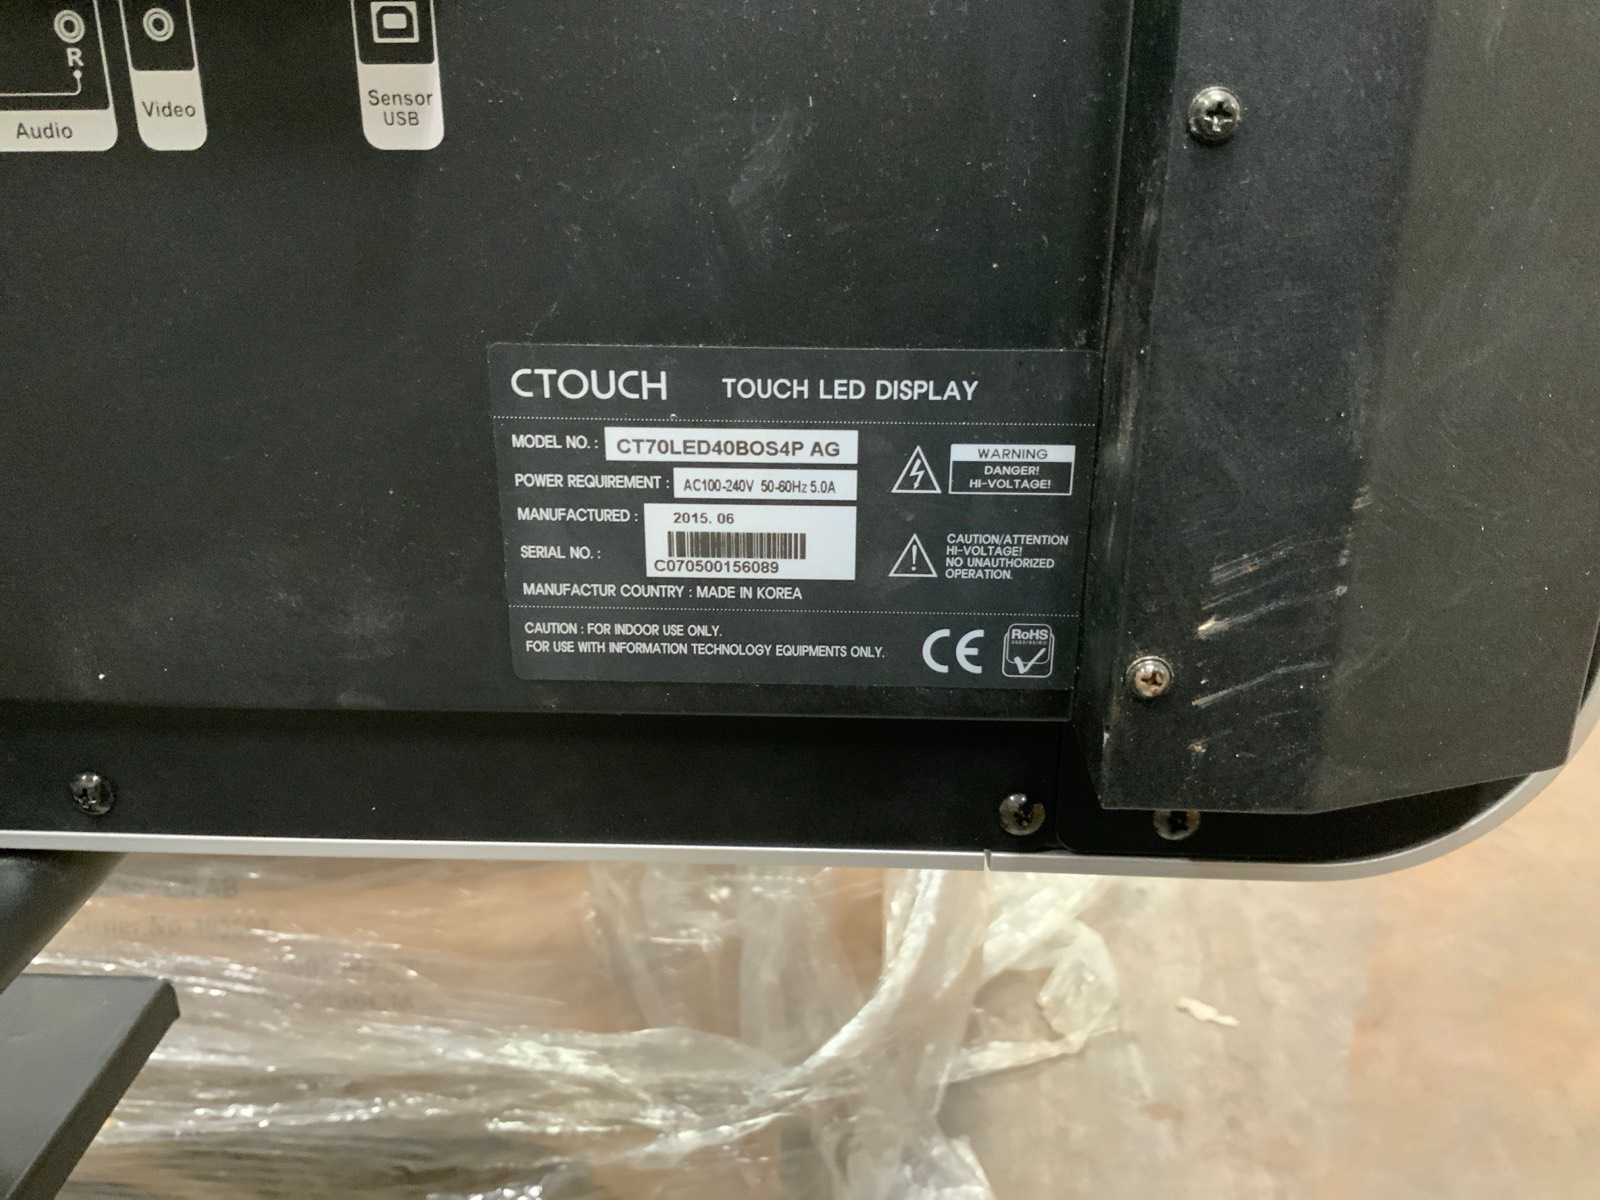 R
Audio
Video
Sensor
USB
CTOUCH TOUCH LED DISPLAY
MODEL NO. : CT70LED40BOS4P AG
POWER REQUIREMENT : AC100-240V 50-60Hz 5.0A
MANUFACTURED : 2015. 06
SERIAL NO. : C070500156089
MANUFACTUR COUNTRY : MADE IN KOREA
WARNING
DANGER!
HI-VOLTAGE!
CAUTION/ATTENTION
HI-VOLTAGE!
NO UNAUTHORIZED
OPERATION.
CAUTION : FOR INDOOR USE ONLY.
FOR USE WITH INFORMATION TECHNOLOGY EQUIPMENTS ONLY.
CE
RoHS